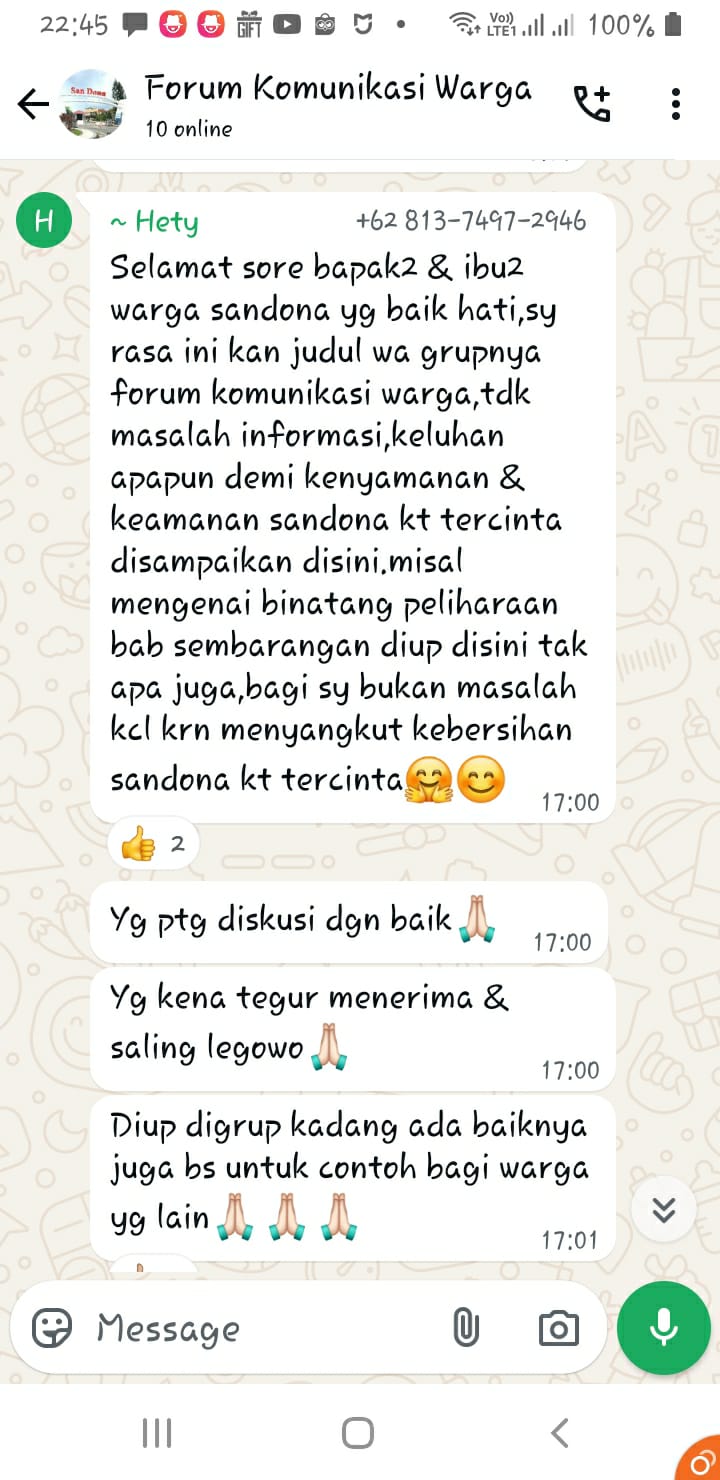 22:45
GIFT
Vo))
LTE1
100%
San Dona
Forum Komunikasi Warga
10 online
H
~ Hety +62 813-7497-2946
Selamat sore bapak2 & ibu2
warga sandona yg baik hati,sy
rasa ini kan judul wa grupnya
forum komunikasi warga,tdk
masalah informasi,keluhan
apapun demi kenyamanan &
keamanan sandona kt tercinta
disampaikan disini.misal
mengenai binatang peliharaan
bab sembarangan diup disini tak
apa juga,bagi sy bukan masalah
kcl krn menyangkut kebersihan
sandona kt tercinta🤗😊
17:00
👍 2
Yg ptg diskusi dgn baik🙏🏻
17:00
Yg kena tegur menerima &
saling legowo🙏🏻
17:00
Diup digrup kadang ada baiknya
juga bs untuk contoh bagi warga
yg lain🙏🏻🙏🏻🙏🏻
17:01
Message